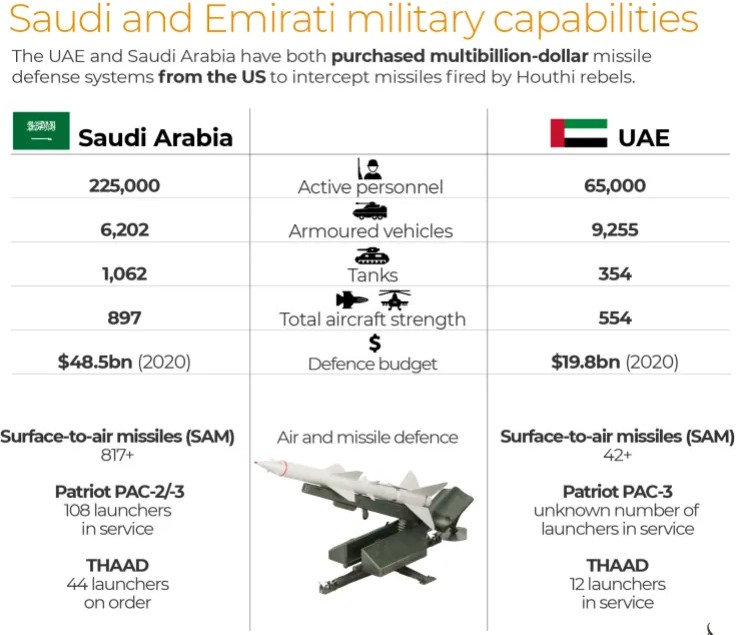 Saudi and Emirati military capabilities
The UAE and Saudi Arabia have both purchased multibillion-dollar missile
defense systems from the US to intercept missiles fired by Houthi rebels.
Saudi Arabia
UAE
225,000 Active personnel 65,000
6,202 Armoured vehicles 9,255
1,062 Tanks 354
897 Total aircraft strength 554
$
$48.5bn (2020) Defence budget $19.8bn (2020)
Surface-to-air missiles (SAM)
817+
Patriot PAC-2/-3
108 launchers
in service
THAAD
44 launchers
on order
Air and missile defence
Surface-to-air missiles (SAM)
42+
Patriot PAC-3
unknown number of
launchers in service
THAAD
12 launchers
in service